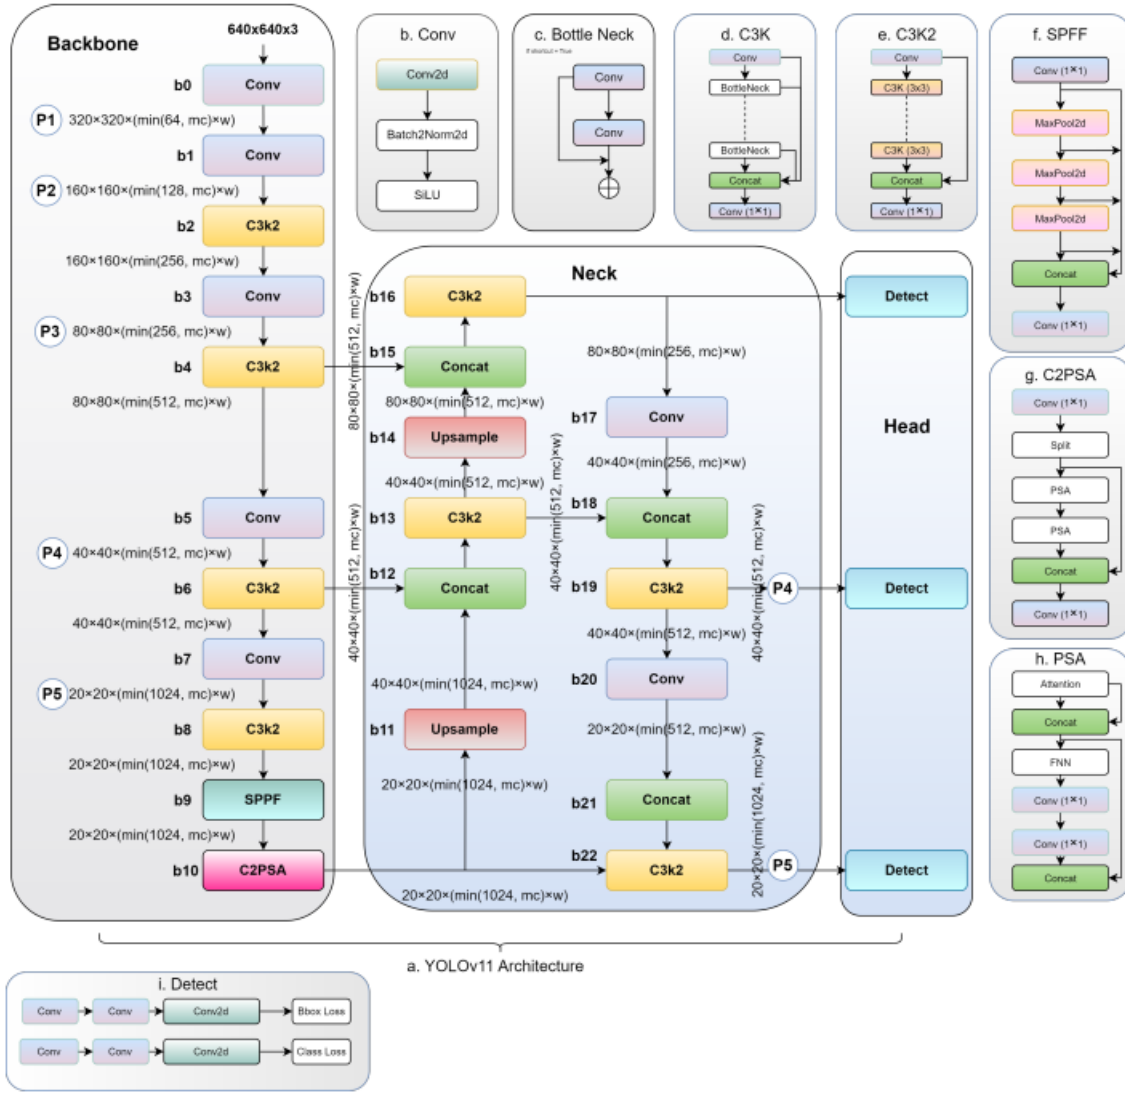 Backbone
640x640x3
b0
Conv
P1
320×320×(min(64, mc)×w)
b1
Conv
P2
160×160×(min(128, mc)×w)
b2
C3k2
160×160×(min(256, mc)×w)
b3
Conv
P3
80×80×(min(256, mc)×w)
b4
C3k2
80×80×(min(512, mc)×w)
b5
Conv
P4
40×40×(min(512, mc)×w)
b6
C3k2
40×40×(min(512, mc)×w)
b7
Conv
P5
20×20×(min(1024, mc)×w)
b8
C3k2
20×20×(min(1024, mc)×w)
b9
SPPF
20×20×(min(1024, mc)×w)
b10
C2PSA
b. Conv
Conv2d
Batch2Norm2d
SiLU
c. Bottle Neck
If shortcut = True
Conv
Conv
d. C3K
Conv
BottleNeck
BottleNeck
Concat
Conv (1×1)
e. C3K2
Conv
C3K (3x3)
C3K (3x3)
Concat
Conv (1×1)
f. SPFF
Conv (1×1)
MaxPool2d
MaxPool2d
MaxPool2d
Concat
Conv (1×1)
Neck
b16
C3k2
80×80×(min(512, mc)×w)
b15
Concat
80×80×(min(512, mc)×w)
b14
Upsample
40×40×(min(512, mc)×w)
b13
C3k2
b12
Concat
40×40×(min(512, mc)×w)
40×40×(min(1024, mc)×w)
b11
Upsample
20×20×(min(1024, mc)×w)
20×20×(min(1024, mc)×w)
80×80×(min(256, mc)×w)
b17
Conv
40×40×(min(256, mc)×w)
40×40×(min(512, mc)×w)
b18
Concat
b19
C3k2
40×40×(min(512, mc)×w)
P4
40×40×(min(512, mc)×w)
b20
Conv
20×20×(min(512, mc)×w)
b21
Concat
b22
C3k2
20×20×(min(1024, mc)×w)
P5
Head
Detect
Detect
Detect
g. C2PSA
Conv (1×1)
Split
PSA
PSA
Concat
Conv (1×1)
h. PSA
Attention
Concat
FNN
Conv (1×1)
Conv (1×1)
Concat
a. YOLOv11 Architecture
i. Detect
Conv
Conv
Conv2d
Bbox Loss
Conv
Conv
Conv2d
Class Loss